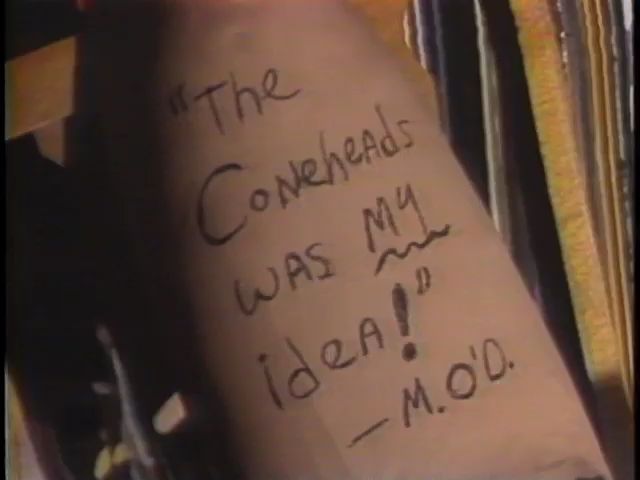 "The
Coneheads
was my
idea!"
—M.O'D.